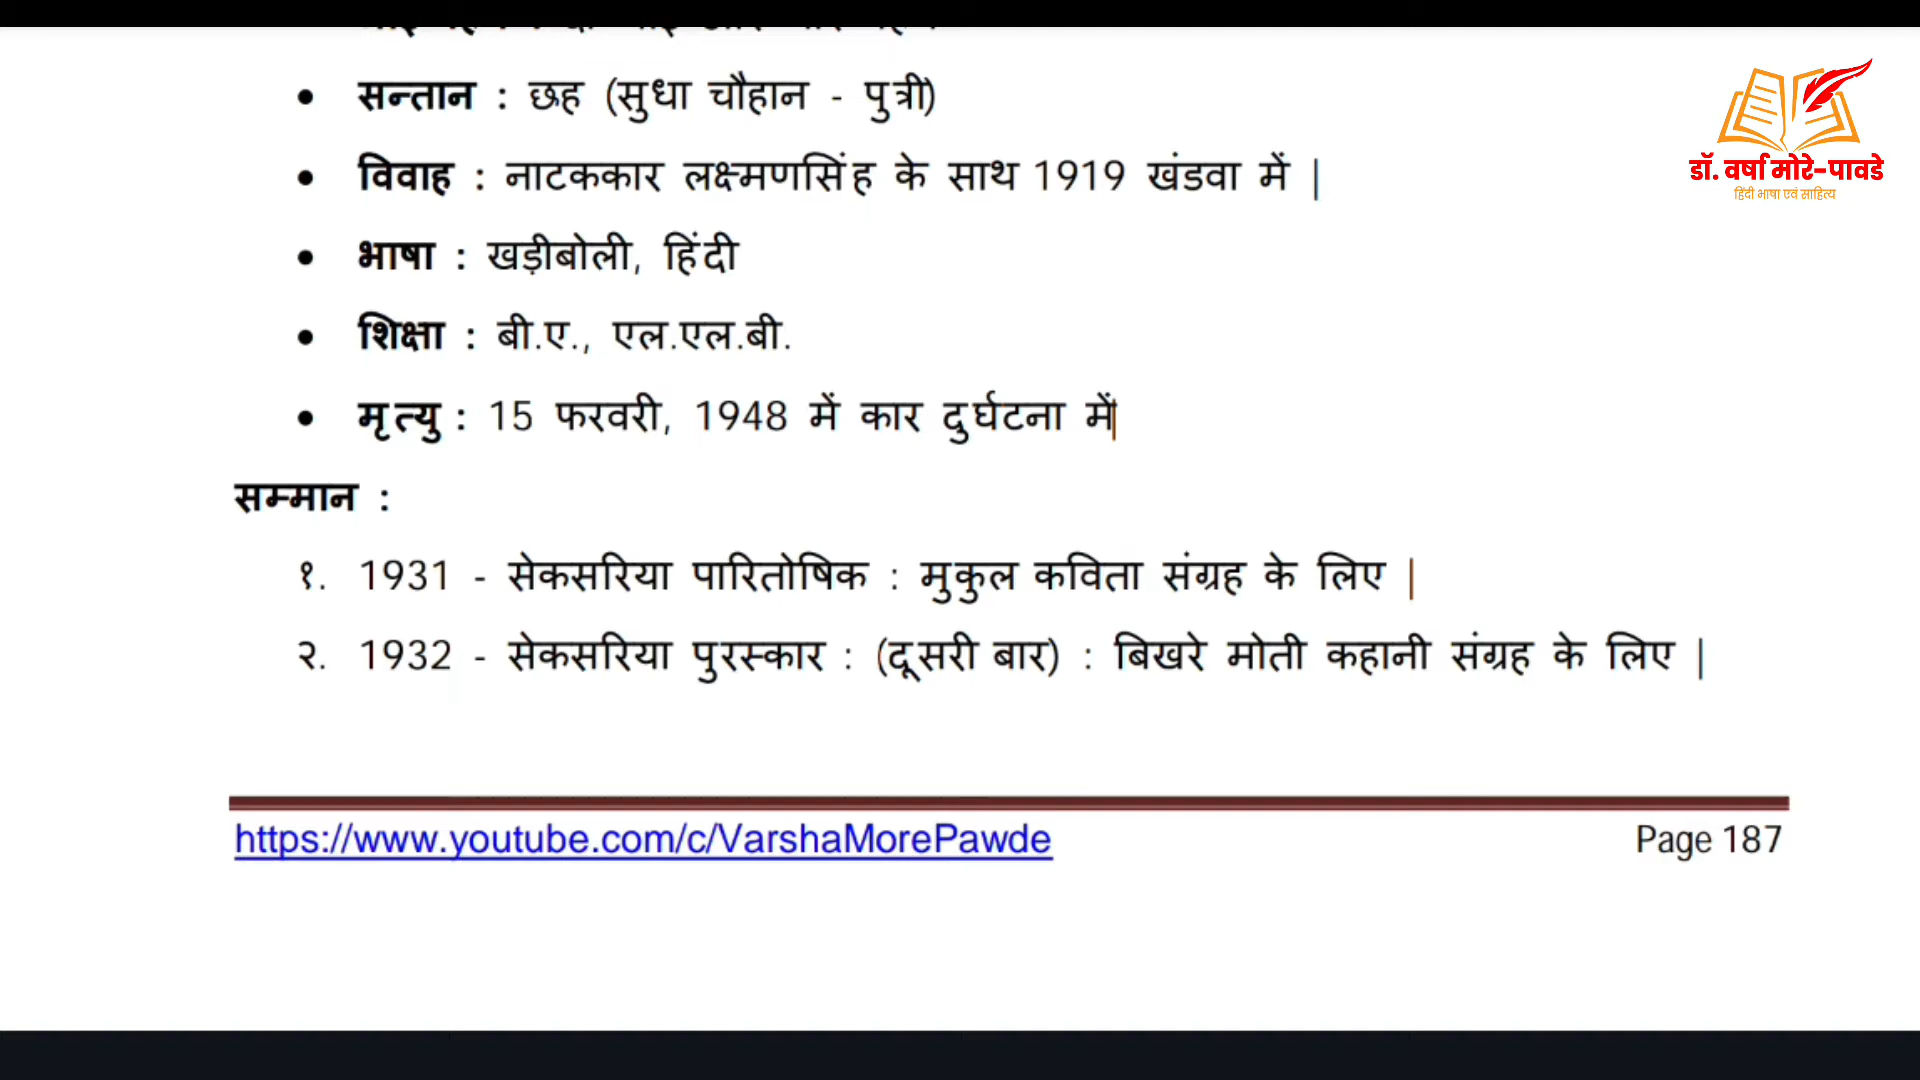 • सन्तान : छह (सुधा चौहान - पुत्री)
• विवाह : नाटककार लक्ष्मणसिंह के साथ 1919 खंडवा में |
• भाषा : खड़ीबोली, हिंदी
• शिक्षा : बी.ए., एल.एल.बी.
• मृत्यु : 15 फरवरी, 1948 में कार दुर्घटना में|
सम्मान :
१. 1931 - सेकसरिया पारितोषिक : मुकुल कविता संग्रह के लिए |
२. 1932 - सेकसरिया पुरस्कार : (दूसरी बार) : बिखरे मोती कहानी संग्रह के लिए |
https://www.youtube.com/c/VarshaMorePawde Page 187
डॉ. वर्षा मोरे-पावडे
हिंदी भाषा एवं साहित्य